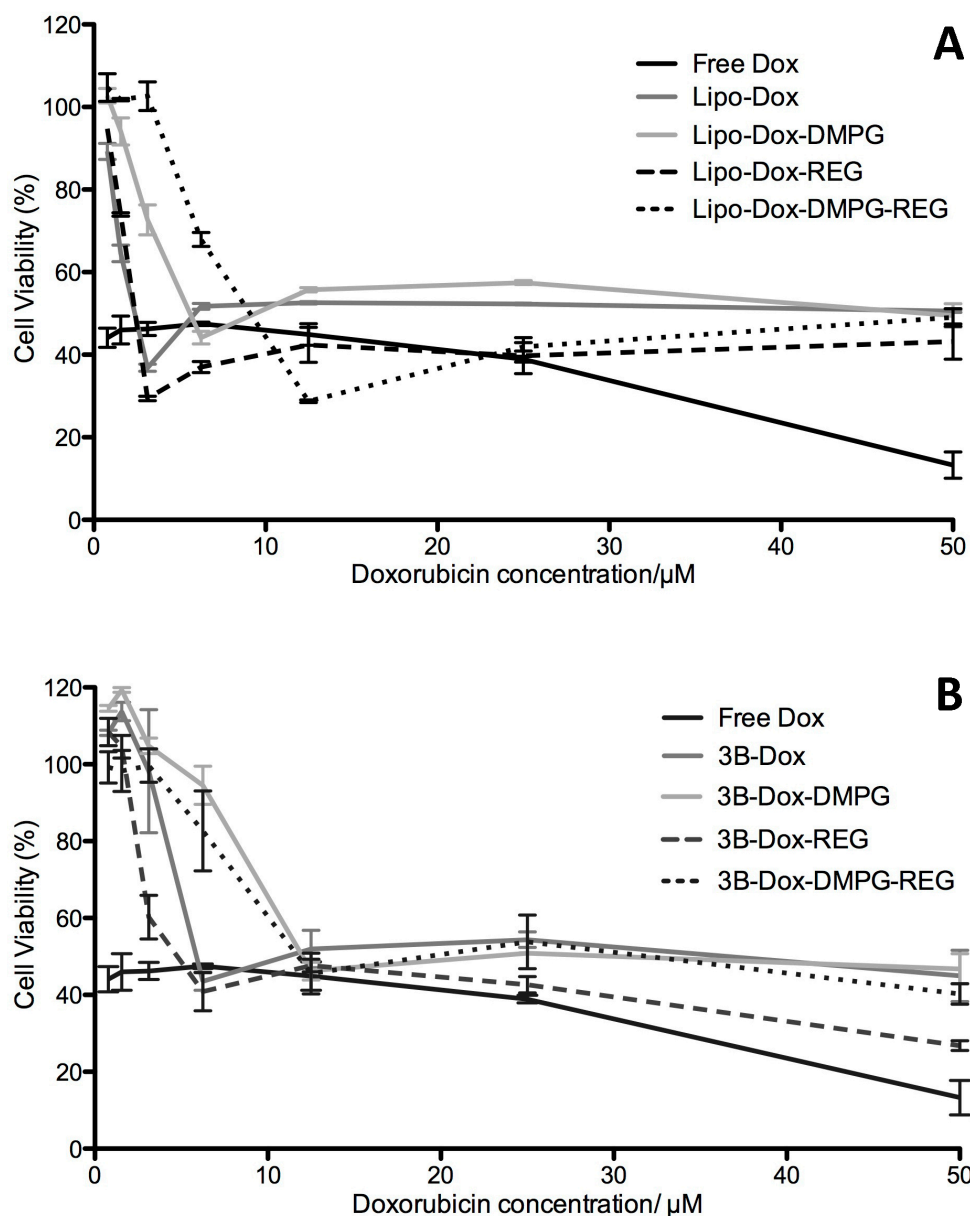 A
120
100
80
60
40
20
0
Cell Viability (%)
Free Dox
Lipo-Dox
Lipo-Dox-DMPG
Lipo-Dox-REG
Lipo-Dox-DMPG-REG
0 10 20 30 40 50
Doxorubicin concentration/µM
B
120
100
80
60
40
20
0
Cell Viability (%)
Free Dox
3B-Dox
3B-Dox-DMPG
3B-Dox-REG
3B-Dox-DMPG-REG
0 10 20 30 40 50
Doxorubicin concentration/ µM